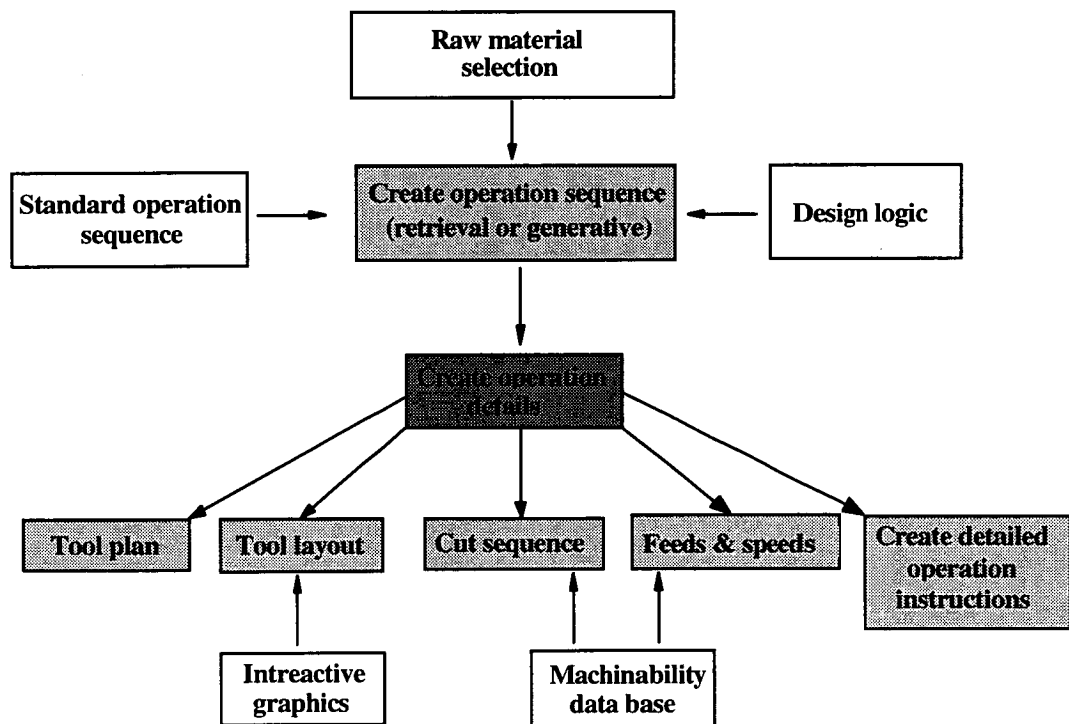 Raw material
selection
Standard operation
sequence
Create operation sequence
(retrieval or generative)
Design logic
Create operation
details
Tool plan
Tool layout
Cut sequence
Feeds & speeds
Create detailed
operation
instructions
Intreactive
graphics
Machinability
data base